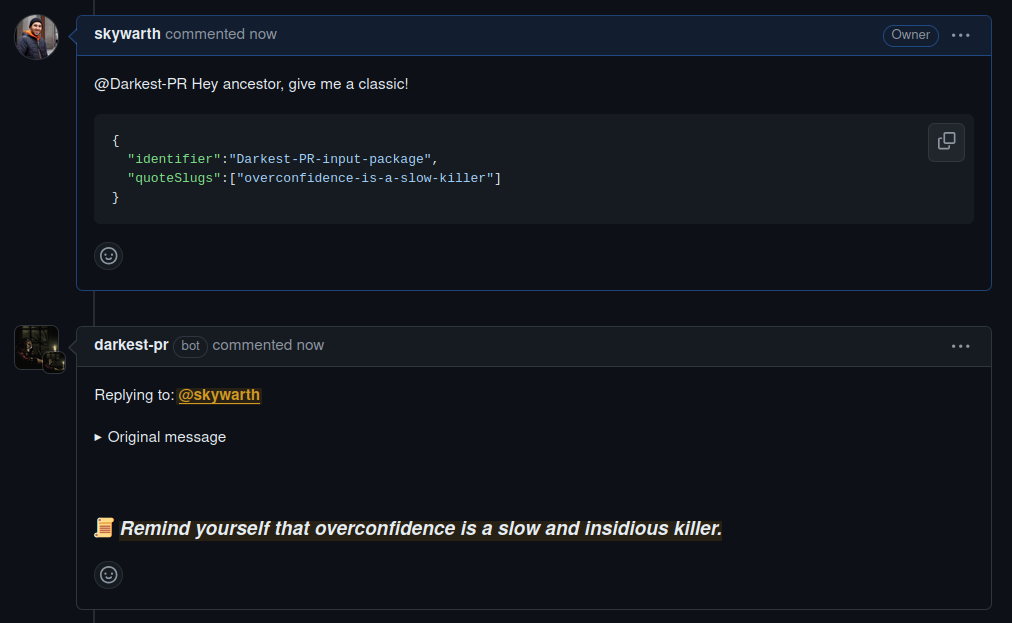 skywarth commented now Owner
@Darkest-PR Hey ancestor, give me a classic!
{
"identifier":"Darkest-PR-input-package",
"quoteSlugs":["overconfidence-is-a-slow-killer"]
}
darkest-pr bot commented now
Replying to: @skywarth
Original message
Remind yourself that overconfidence is a slow and insidious killer.